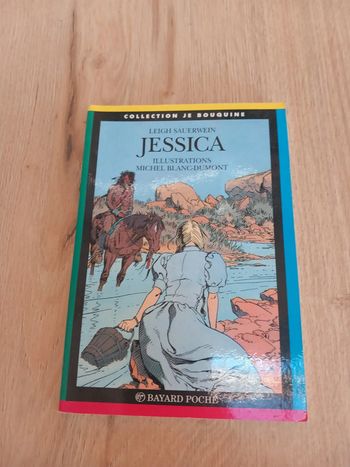 COLLECTION JE BOUQUINE
LEIGH SAUERWEIN
JESSICA
ILLUSTRATIONS
MICHEL BLANC-DUMONT
BAYARD POCHE